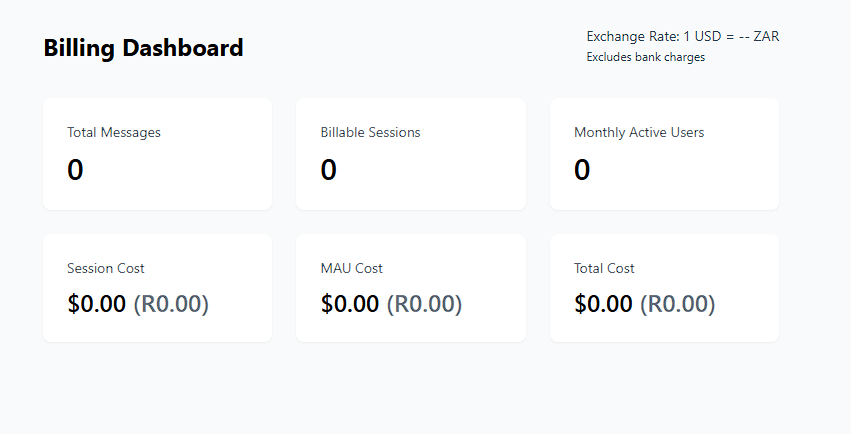 Billing Dashboard
Exchange Rate: 1 USD = -- ZAR
Excludes bank charges
Total Messages
0
Billable Sessions
0
Monthly Active Users
0
Session Cost
$0.00 (R0.00)
MAU Cost
$0.00 (R0.00)
Total Cost
$0.00 (R0.00)